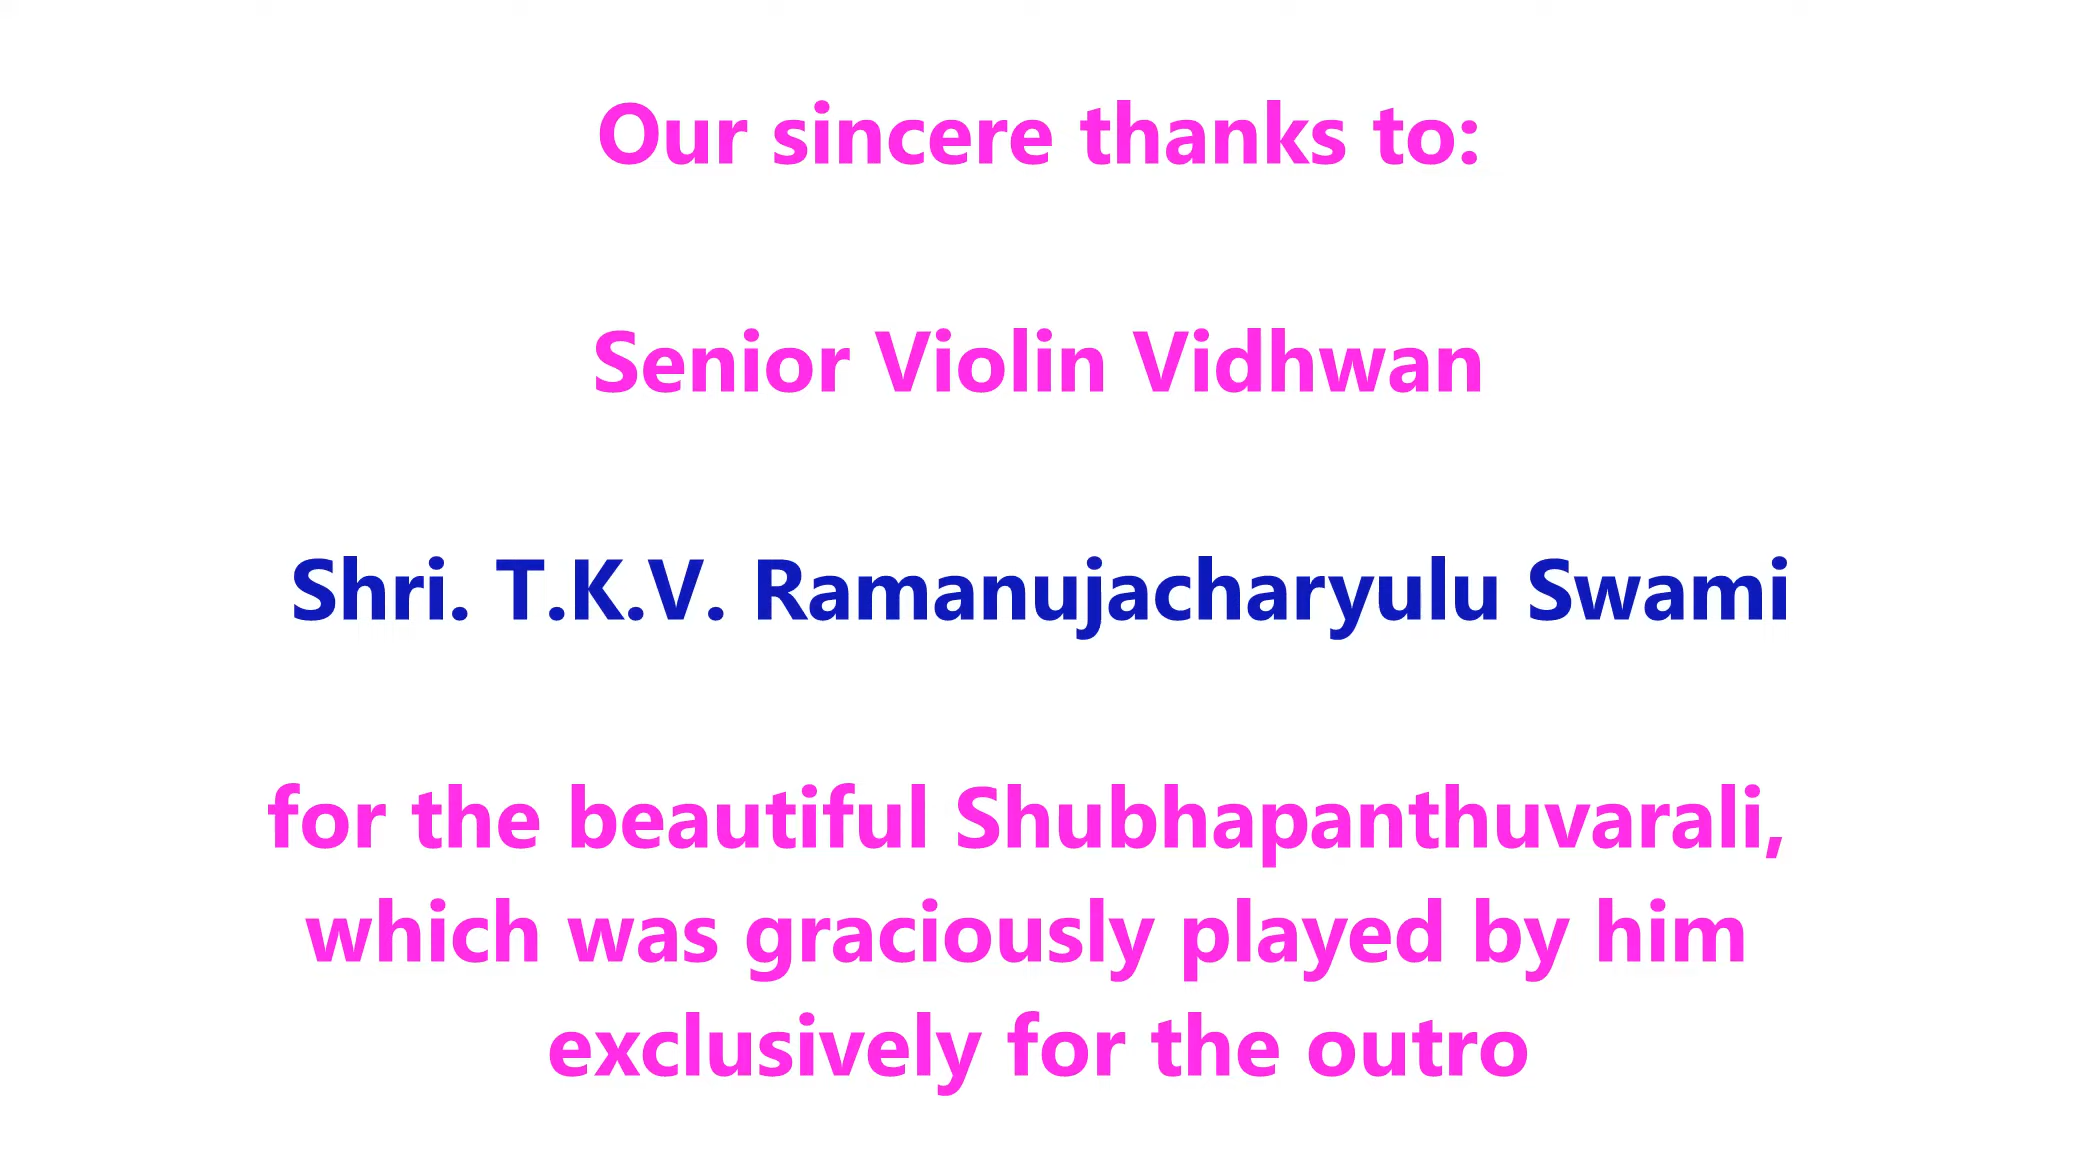 Our sincere thanks to:
Senior Violin Vidhwan
Shri. T.K.V. Ramanujacharyulu Swami
for the beautiful Shubhapanthuvarali,
which was graciously played by him
exclusively for the outro